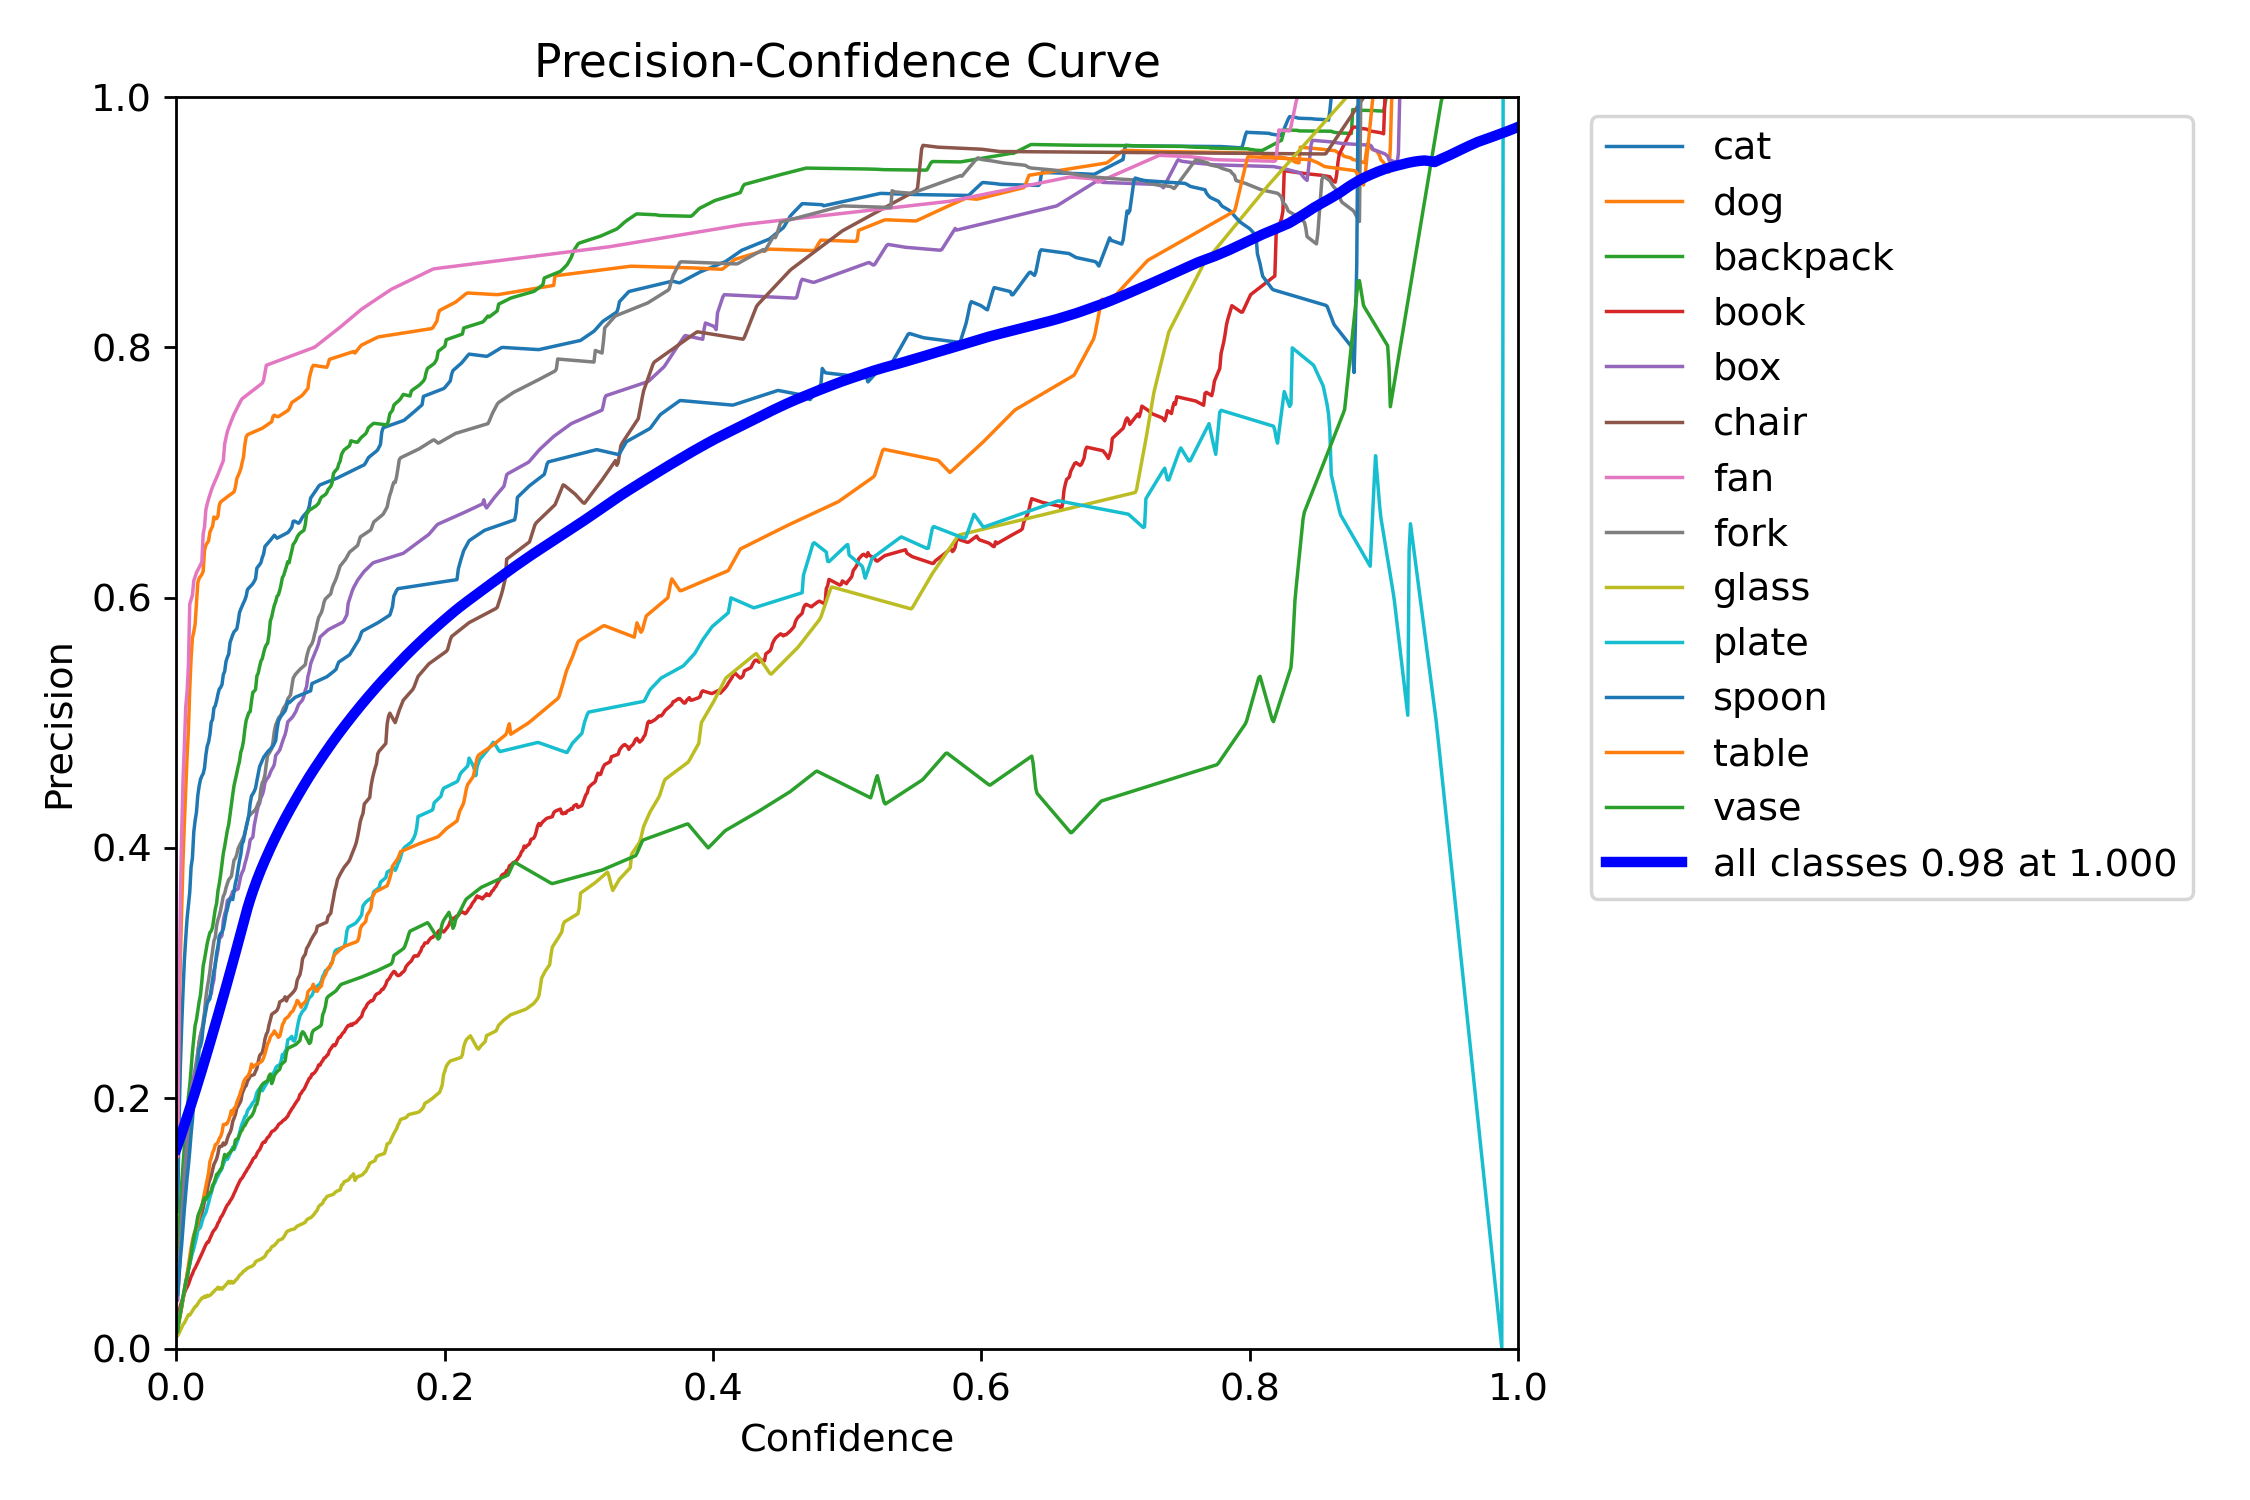 Precision-Confidence Curve
1.0
0.8
0.6
0.4
0.2
0.0
Precision
0.0 0.2 0.4 0.6 0.8 1.0
Confidence
cat
dog
backpack
book
box
chair
fan
fork
glass
plate
spoon
table
vase
all classes 0.98 at 1.000